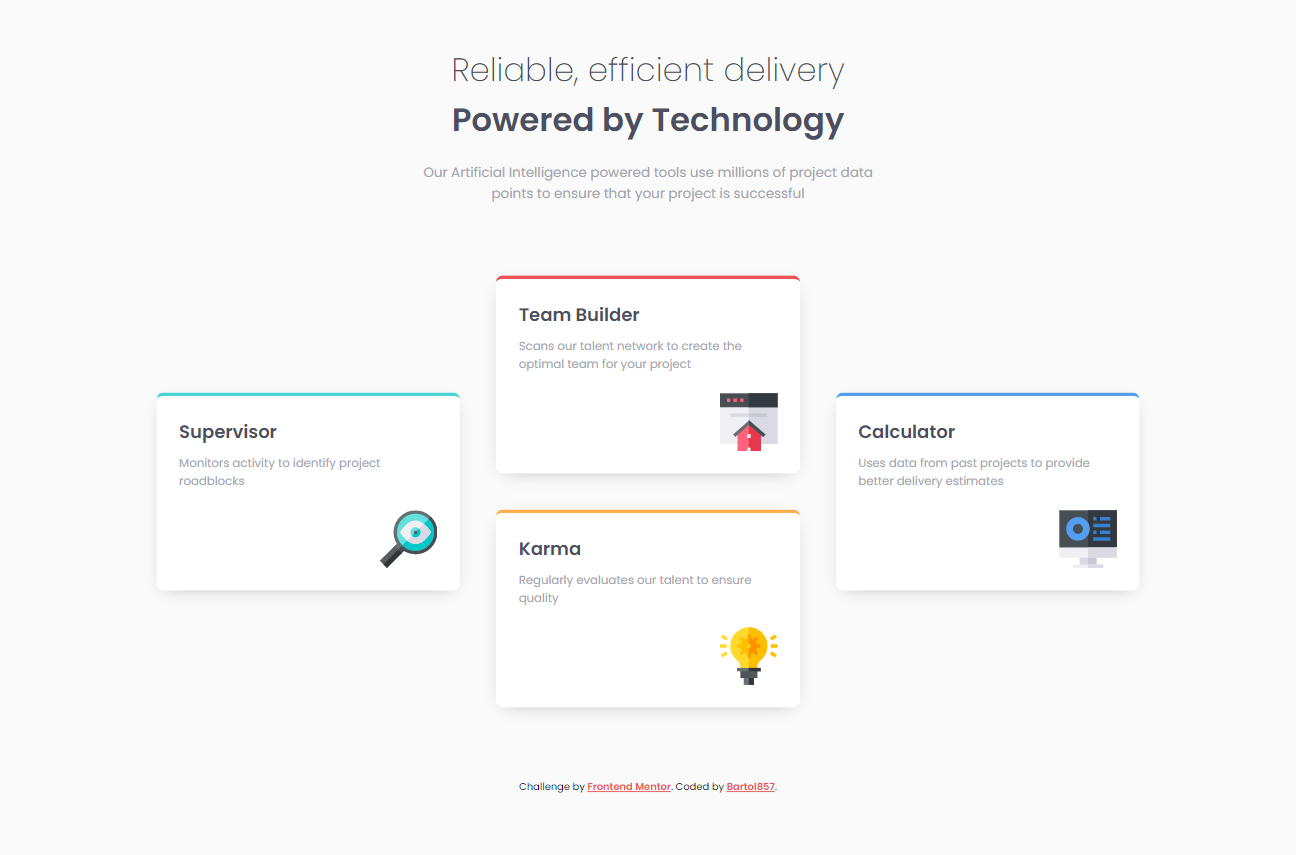 Reliable, efficient delivery
Powered by Technology
Our Artificial Intelligence powered tools use millions of project data
points to ensure that your project is successful
Supervisor
Monitors activity to identify project
roadblocks
Team Builder
Scans our talent network to create the
optimal team for your project
Karma
Regularly evaluates our talent to ensure
quality
Calculator
Uses data from past projects to provide
better delivery estimates
Challenge by Frontend Mentor. Coded by Bartol857.